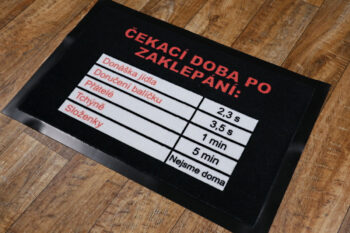 ČEKACÍ DOBA PO
ZAKLEPÁNÍ:
Donáška jídla 2,3 s
Doručení balíčku 3,5 s
Přátelé 1 min
Tchyně 5 min
Složenky Nejsme doma